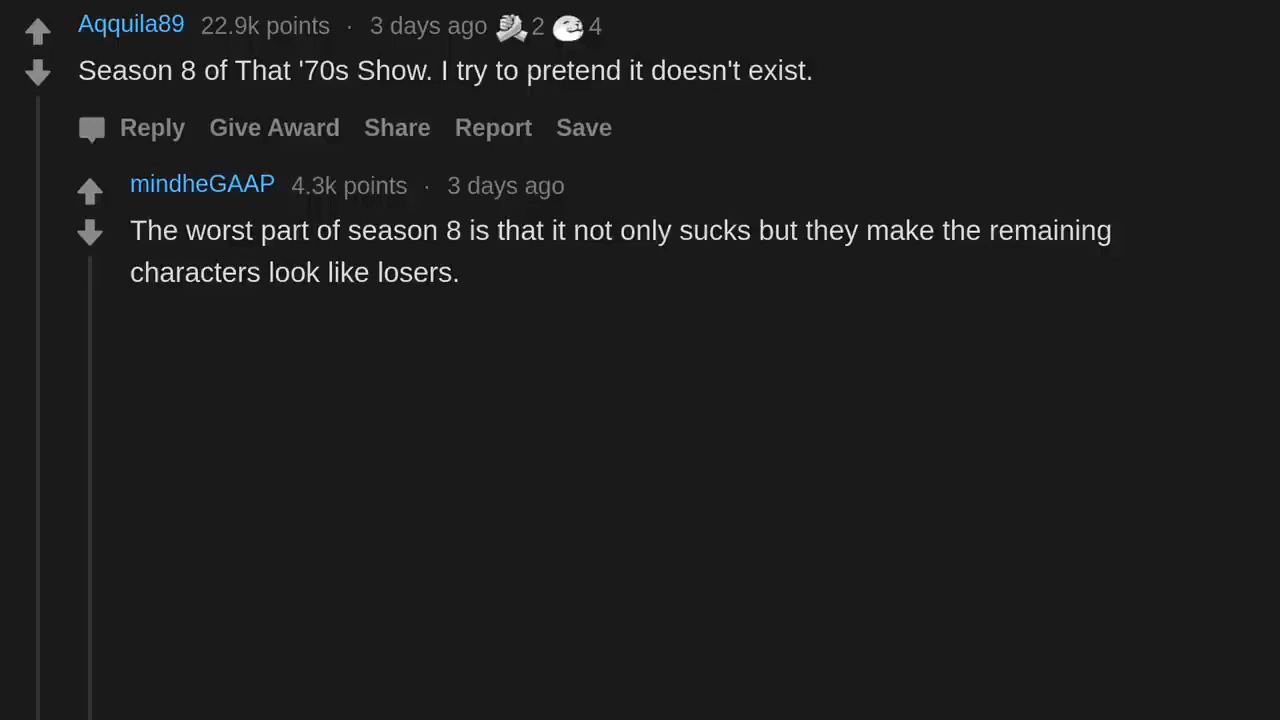 Aqquila89 22.9k points · 3 days ago 2 4
Season 8 of That '70s Show. I try to pretend it doesn't exist.
Reply Give Award Share Report Save
mindheGAAP 4.3k points · 3 days ago
The worst part of season 8 is that it not only sucks but they make the remaining
characters look like losers.